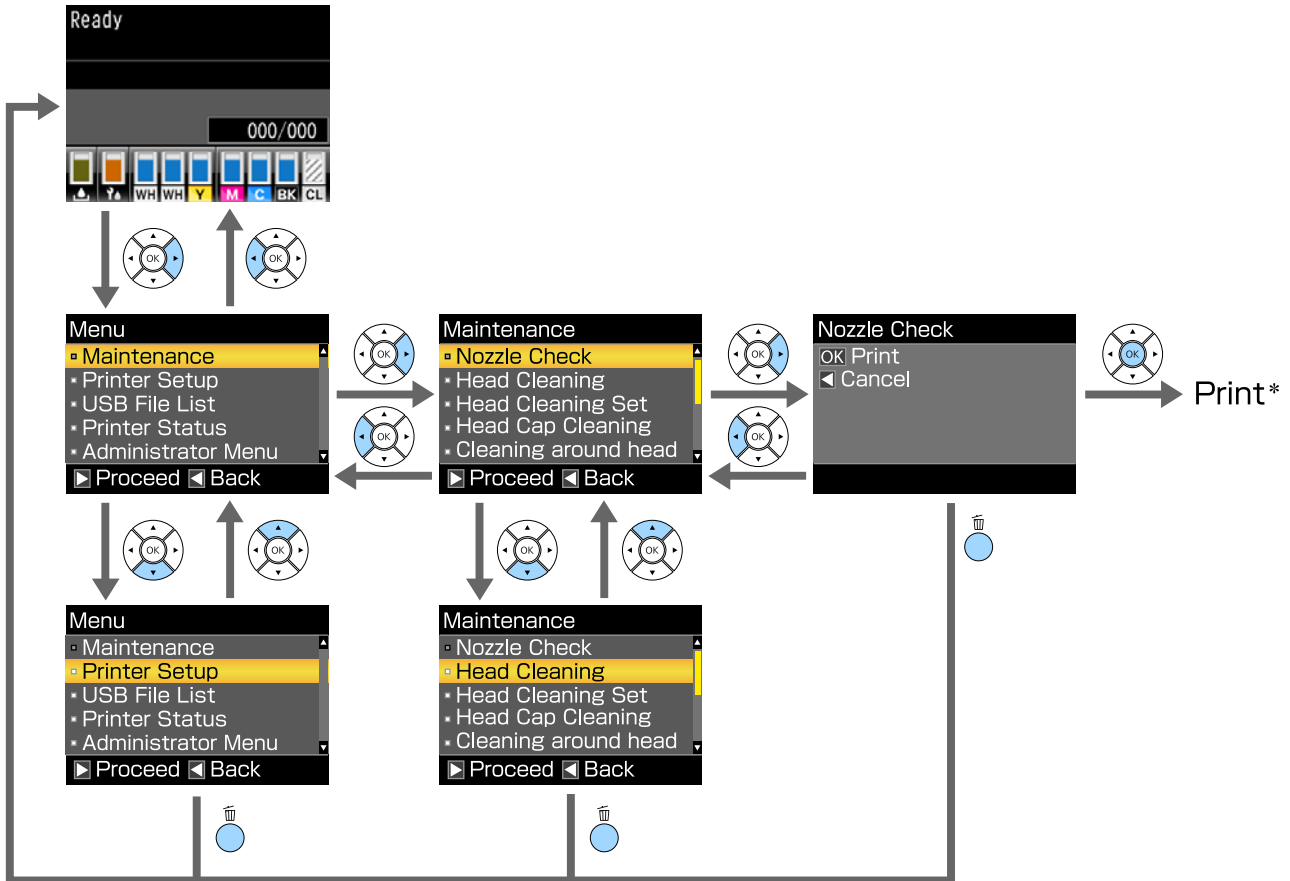 Ready
000/000
WH WH Y M C BK CL
OK OK
Menu
Maintenance
Printer Setup
USB File List
Printer Status
Administrator Menu
Proceed Back
OK
OK
Maintenance
Nozzle Check
Head Cleaning
Head Cleaning Set
Head Cap Cleaning
Cleaning around head
Proceed Back
OK
OK
Nozzle Check
OK Print
Cancel
OK
Print*
OK OK
OK OK
Menu
Maintenance
Printer Setup
USB File List
Printer Status
Administrator Menu
Proceed Back
Maintenance
Nozzle Check
Head Cleaning
Head Cleaning Set
Head Cap Cleaning
Cleaning around head
Proceed Back